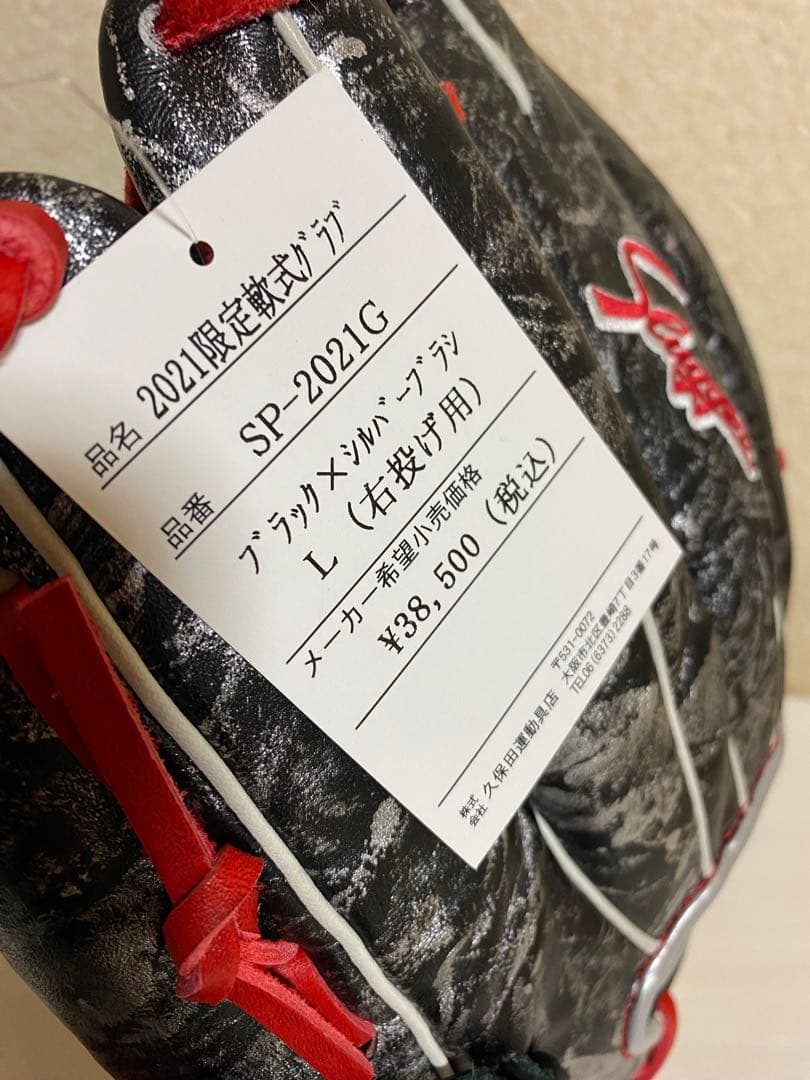 品名 2021限定軟式グラブ
品番 SP-2021G
ブラック×シルバーブラシ
L (右投げ用)
メーカー希望小売価格
¥38,500 (税込)
〒531-0072
株式会社 久保田運動具店 大阪市北区豊崎7丁目3番17号
TEL06(6373)2288